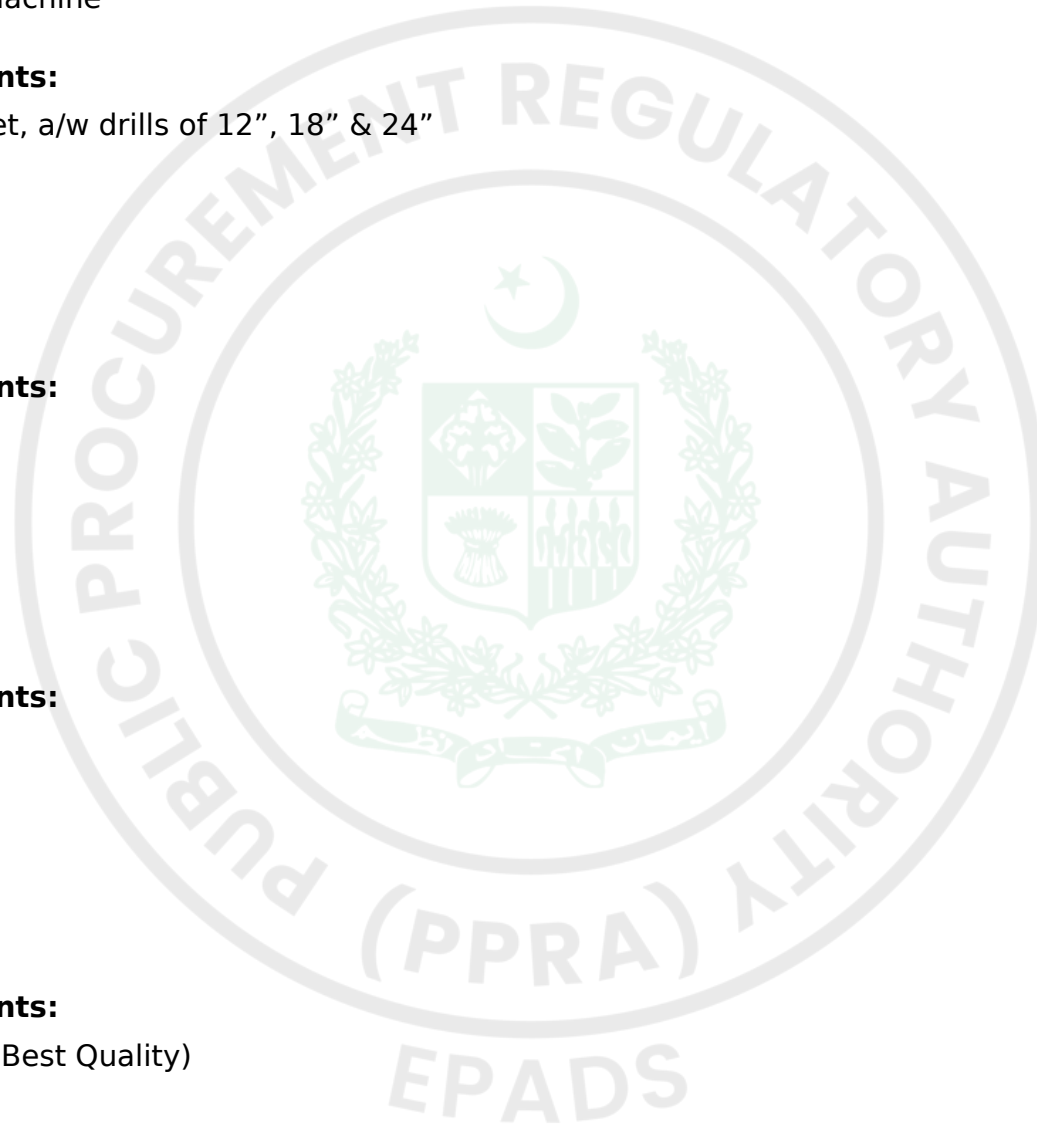 achine
nts:
et, a/w drills of 12”, 18” & 24”
nts:
nts:
nts:
Best Quality)
PUBLIC PROCUREMENT REGULATORY AUTHORITY
(PPRA)
EPADS